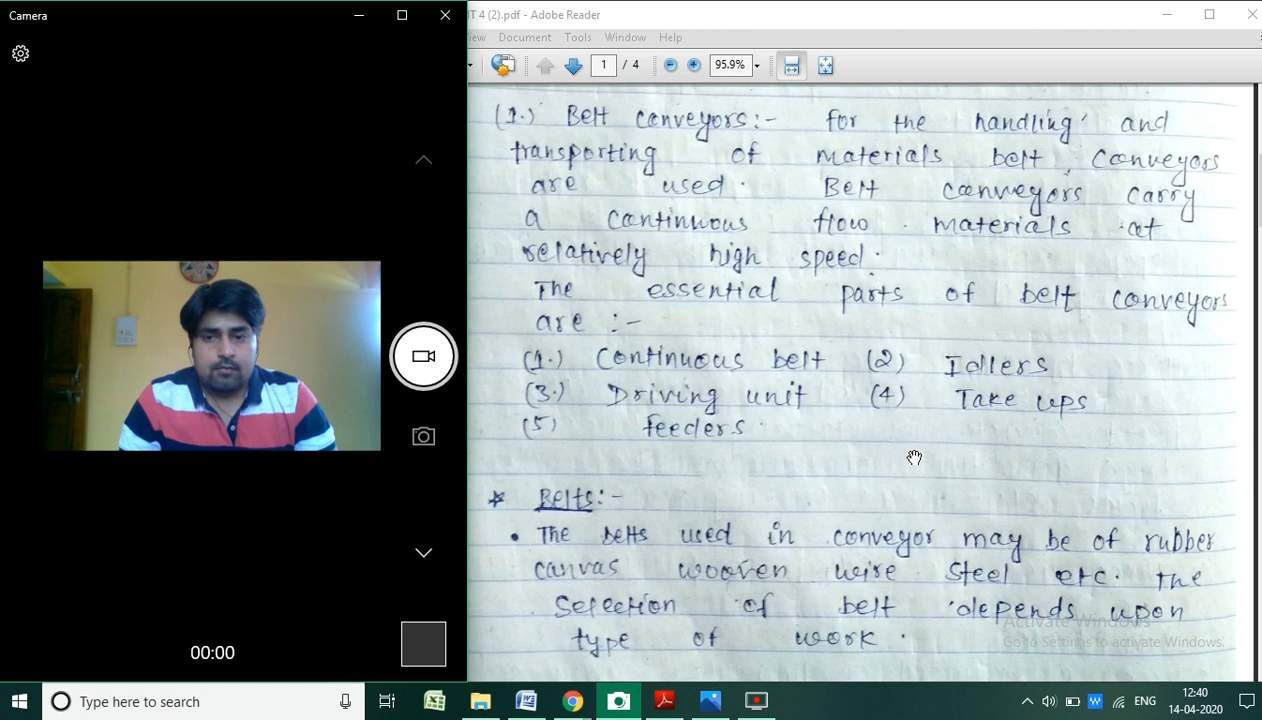 Camera
IT 4 (2).pdf - Adobe Reader
iew Document Tools Window Help
1 / 4 95.9%
(1.) Belt conveyors:- for the handling and
transporting of materials belt conveyors
are used. Belt conveyors carry
a continuous flow materials at
relatively high speed.
The essential parts of belt conveyors
are :-
(1.) Continuous belt (2) Idlers
(3.) Driving unit (4) Take ups
(5) feeders.
* Belts:-
• The belts used in conveyor may be of rubber
canvas wooven wire steel etc. The
Selection of belt depends upon
type of work.
Activate Windows
Go to Settings to activate Windows.
00:00
Type here to search
ENG
12:40
14-04-2020